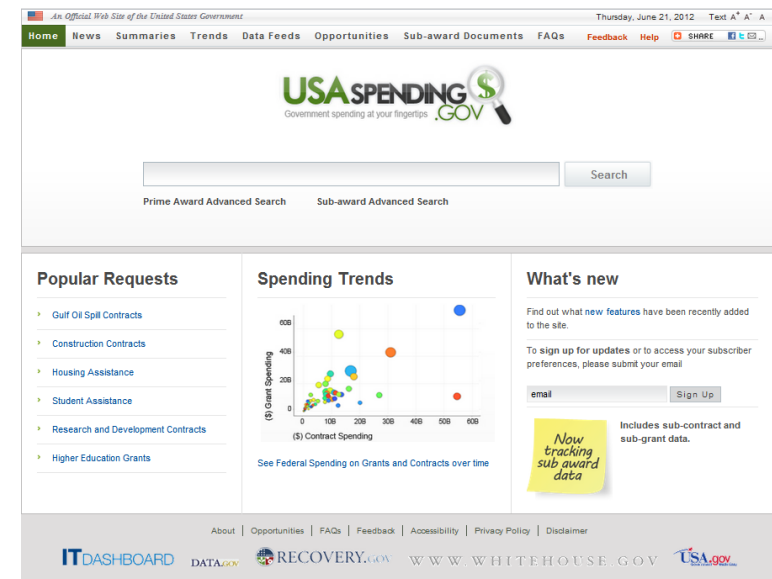 An Official Web Site of the United States Government
Thursday, June 21, 2012 Text A+ A- A
Home News Summaries Trends Data Feeds Opportunities Sub-award Documents FAQs Feedback Help SHARE
USASPENDING
.GOV
Government spending at your fingertips
$
Search
Prime Award Advanced Search Sub-award Advanced Search
Popular Requests
Gulf Oil Spill Contracts
Construction Contracts
Housing Assistance
Student Assistance
Research and Development Contracts
Higher Education Grants
Spending Trends
($) Grant Spending
60B
40B
20B
0
0 10B 20B 30B 40B 50B 60B
($) Contract Spending
See Federal Spending on Grants and Contracts over time
What's new
Find out what new features have been recently added
to the site.
To sign up for updates or to access your subscriber
preferences, please submit your email
email Sign Up
Now
tracking
sub award
data
Includes sub-contract and
sub-grant data.
About | Opportunities | FAQs | Feedback | Accessibility | Privacy Policy | Disclaimer
ITDASHBOARD DATA.GOV RECOVERY.GOV WWW.WHITEHOUSE.GOV USA.gov